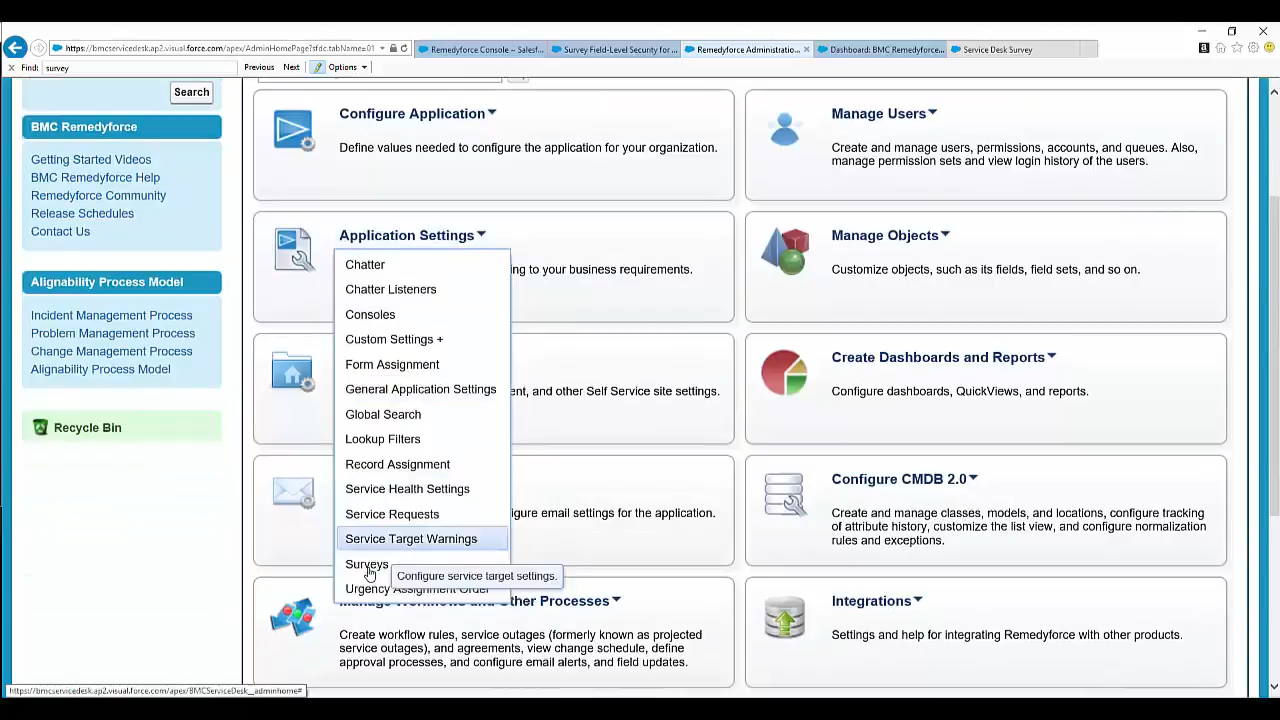 https://bmcservicedesk.ap2.visual.force.com/apex/AdminHomePage?sfdc.tabName=01
Remedyforce Console – Salesf...
Survey Field-Level Security for ...
Remedyforce Administratio...
Dashboard: BMC Remedyforce...
Service Desk Survey
Find: survey
Previous Next Options
Search
BMC Remedyforce
Getting Started Videos
BMC Remedyforce Help
Remedyforce Community
Release Schedules
Contact Us
Alignability Process Model
Incident Management Process
Problem Management Process
Change Management Process
Alignability Process Model
Recycle Bin
Configure Application
Define values needed to configure the application for your organization.
Manage Users
Create and manage users, permissions, accounts, and queues. Also,
manage permission sets and view login history of the users.
Application Settings
ing to your business requirements.
Chatter
Chatter Listeners
Consoles
Custom Settings +
Form Assignment
General Application Settings
Global Search
Lookup Filters
Record Assignment
Service Health Settings
Service Requests
Service Target Warnings
Surveys
Configure service target settings.
Urgency Assignment Order
Manage Objects
Customize objects, such as its fields, field sets, and so on.
ent, and other Self Service site settings.
Create Dashboards and Reports
Configure dashboards, QuickViews, and reports.
igure email settings for the application.
Configure CMDB 2.0
Create and manage classes, models, and locations, configure tracking
of attribute history, customize the list view, and configure normalization
rules and exceptions.
Manage Workflows and Other Processes
Create workflow rules, service outages (formerly known as projected
service outages), and agreements, view change schedule, define
approval processes, and configure email alerts, and field updates.
Integrations
Settings and help for integrating Remedyforce with other products.
https://bmcservicedesk.ap2.visual.force.com/apex/BMCServiceDesk__adminhome#